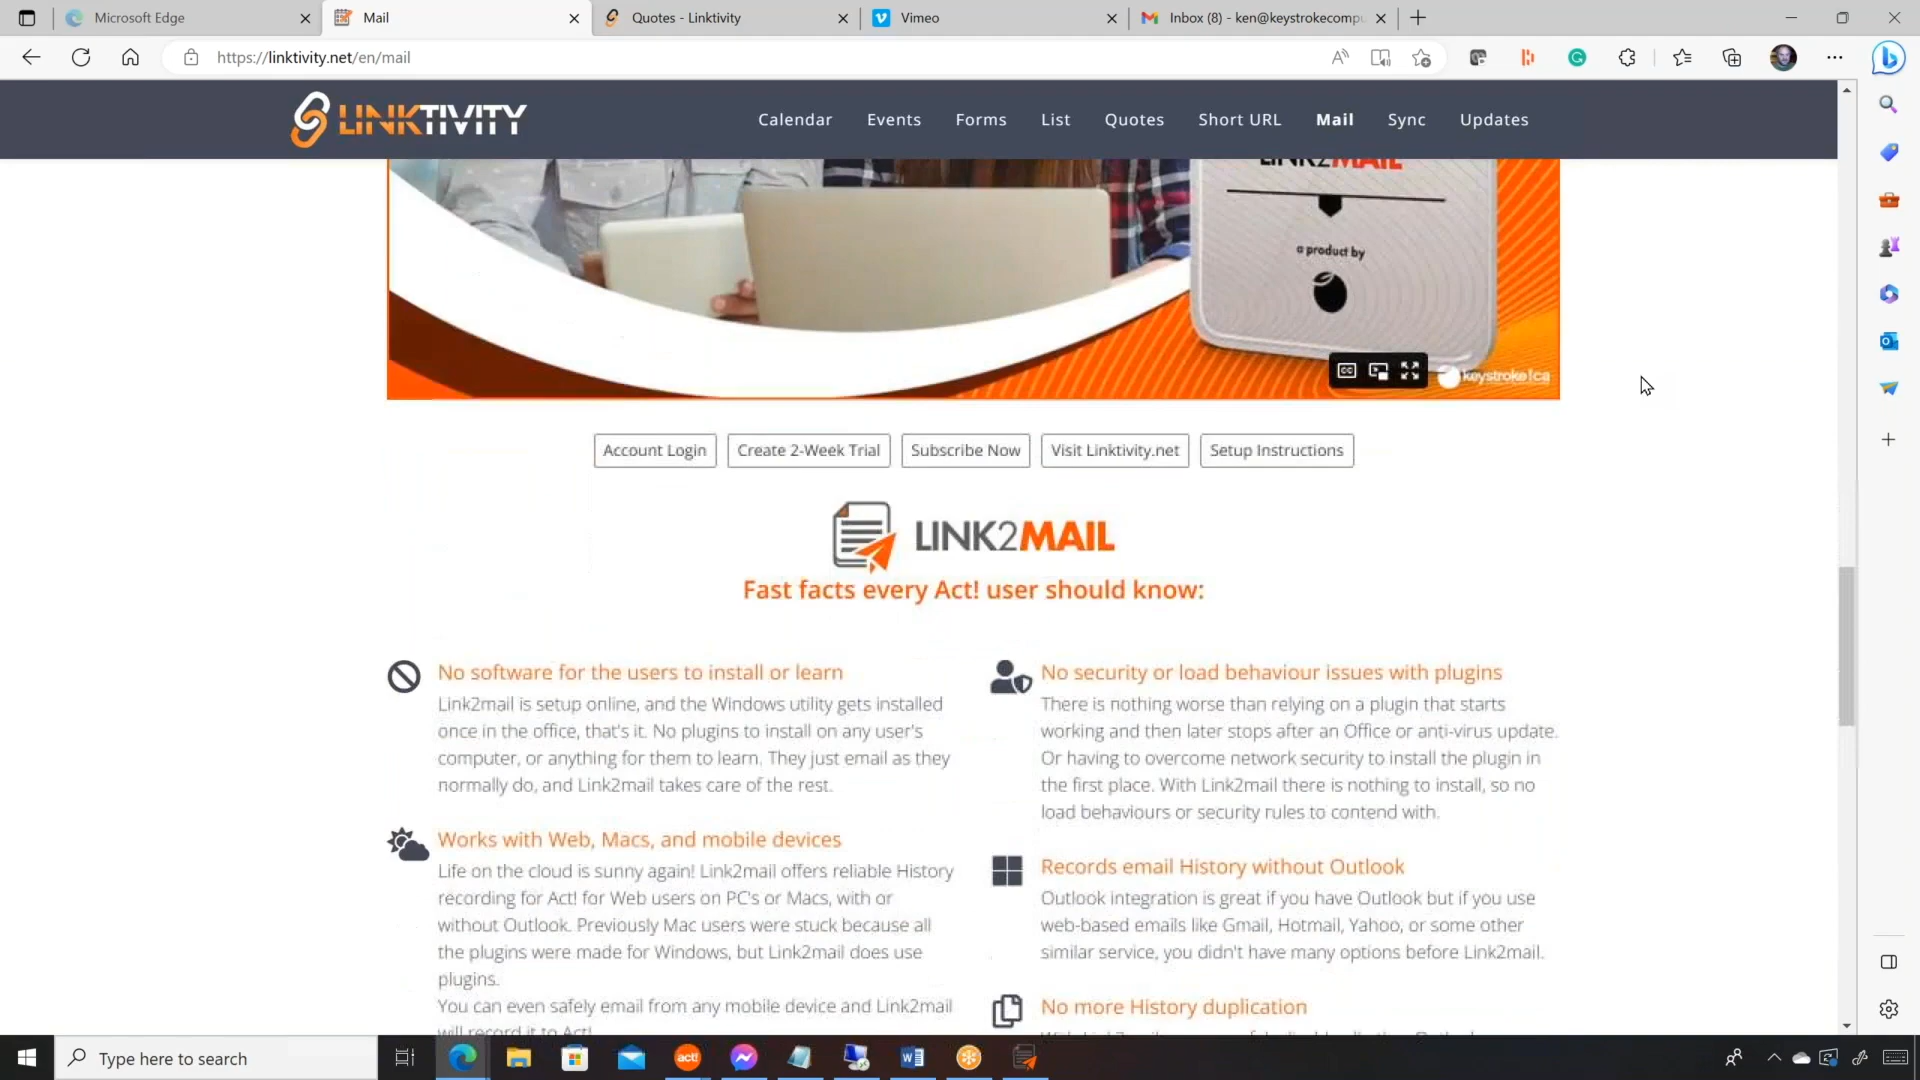 Microsoft Edge
Mail
Quotes - Linktivity
Vimeo
Inbox (8) - ken@keystrokecompu
https://linktivity.net/en/mail
LINKTIVITY
Calendar
Events
Forms
List
Quotes
Short URL
Mail
Sync
Updates
LINK2MAIL
a product by
CC
keystroke!ca
Account Login
Create 2-Week Trial
Subscribe Now
Visit Linktivity.net
Setup Instructions
LINK2MAIL
Fast facts every Act! user should know:
No software for the users to install or learn
Link2mail is setup online, and the Windows utility gets installed
once in the office, that's it. No plugins to install on any user's
computer, or anything for them to learn. They just email as they
normally do, and Link2mail takes care of the rest.
Works with Web, Macs, and mobile devices
Life on the cloud is sunny again! Link2mail offers reliable History
recording for Act! for Web users on PC's or Macs, with or
without Outlook. Previously Mac users were stuck because all
the plugins were made for Windows, but Link2mail does use
plugins.
You can even safely email from any mobile device and Link2mail
will record it to Act!
No security or load behaviour issues with plugins
There is nothing worse than relying on a plugin that starts
working and then later stops after an Office or anti-virus update.
Or having to overcome network security to install the plugin in
the first place. With Link2mail there is nothing to install, so no
load behaviours or security rules to contend with.
Records email History without Outlook
Outlook integration is great if you have Outlook but if you use
web-based emails like Gmail, Hotmail, Yahoo, or some other
similar service, you didn't have many options before Link2mail.
No more History duplication
Type here to search
act!